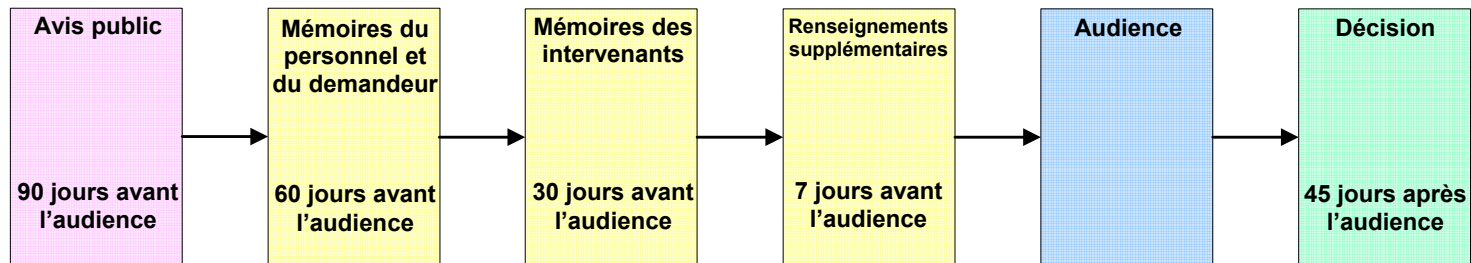 Avis public
90 jours avant
l’audience
Mémoires du
personnel et
du demandeur
60 jours avant
l’audience
Mémoires des
intervenants
30 jours avant
l’audience
Renseignements
supplémentaires
7 jours avant
l’audience
Audience
Décision
45 jours après
l’audience